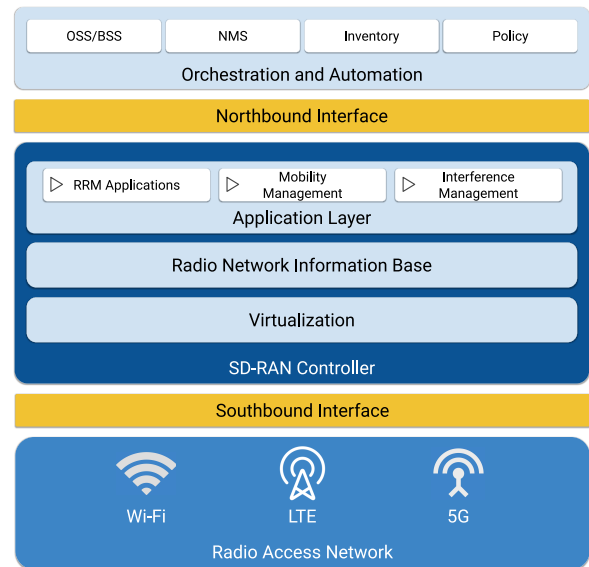 OSS/BSS
NMS
Inventory
Policy
Orchestration and Automation
Northbound Interface
RRM Applications
Mobility
Management
Interference
Management
Application Layer
Radio Network Information Base
Virtualization
SD-RAN Controller
Southbound Interface
Wi-Fi
LTE
5G
Radio Access Network